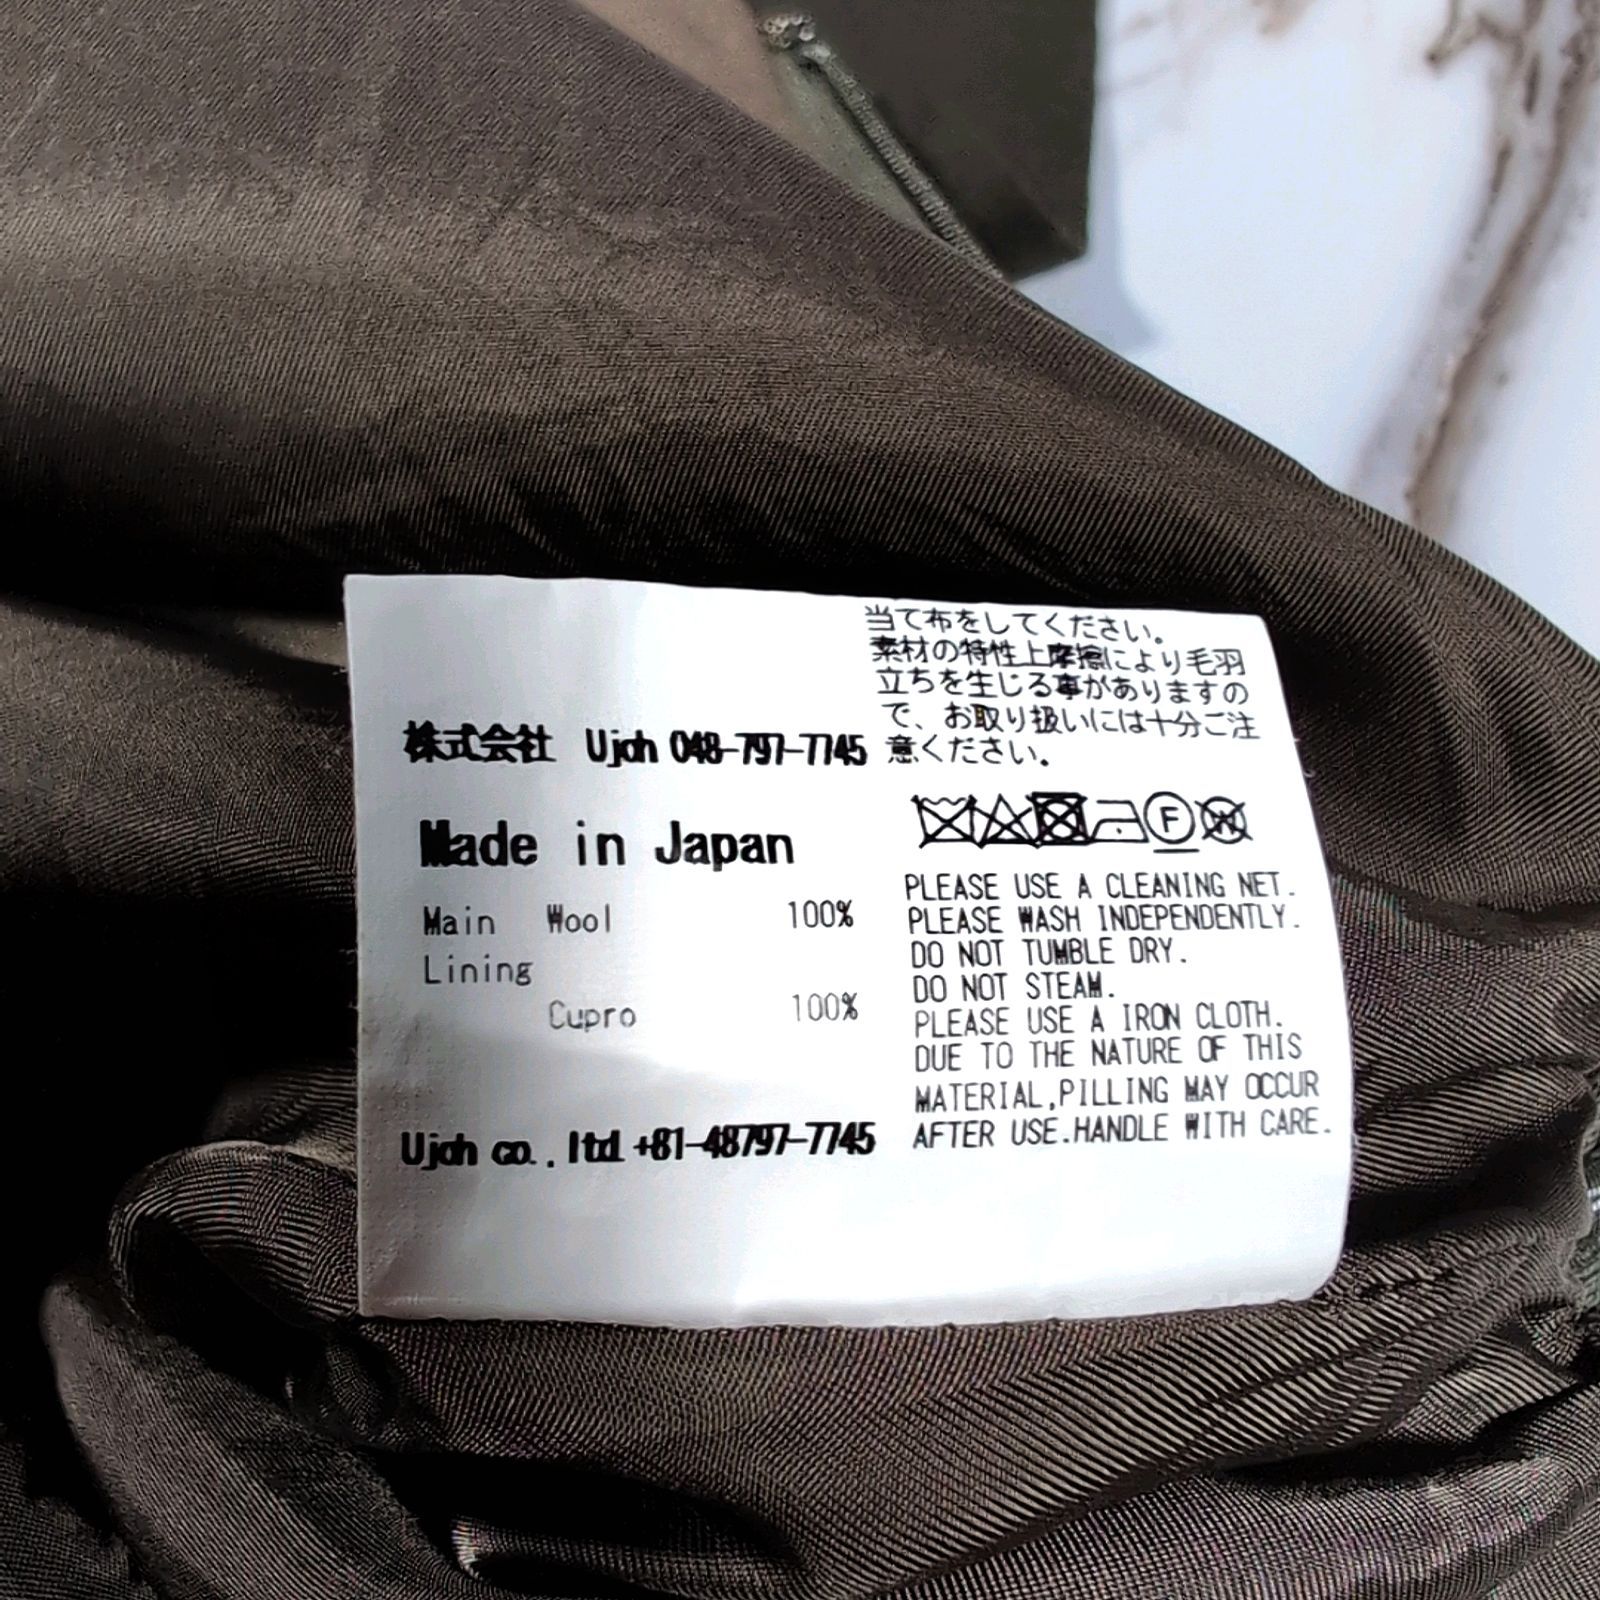 株式会社 Ujoh 048-797-7745
Made in Japan
Main Wool 100%
Lining
Cupro 100%
Ujoh co., ltd +81-48797-7745
当て布をしてください。
素材の特性上摩擦により毛羽
立ちを生じる事がありますの
で、お取り扱いには十分ご注
意ください。
F W
PLEASE USE A CLEANING NET.
PLEASE WASH INDEPENDENTLY.
DO NOT TUMBLE DRY.
DO NOT STEAM.
PLEASE USE A IRON CLOTH.
DUE TO THE NATURE OF THIS
MATERIAL,PILLING MAY OCCUR
AFTER USE.HANDLE WITH CARE.